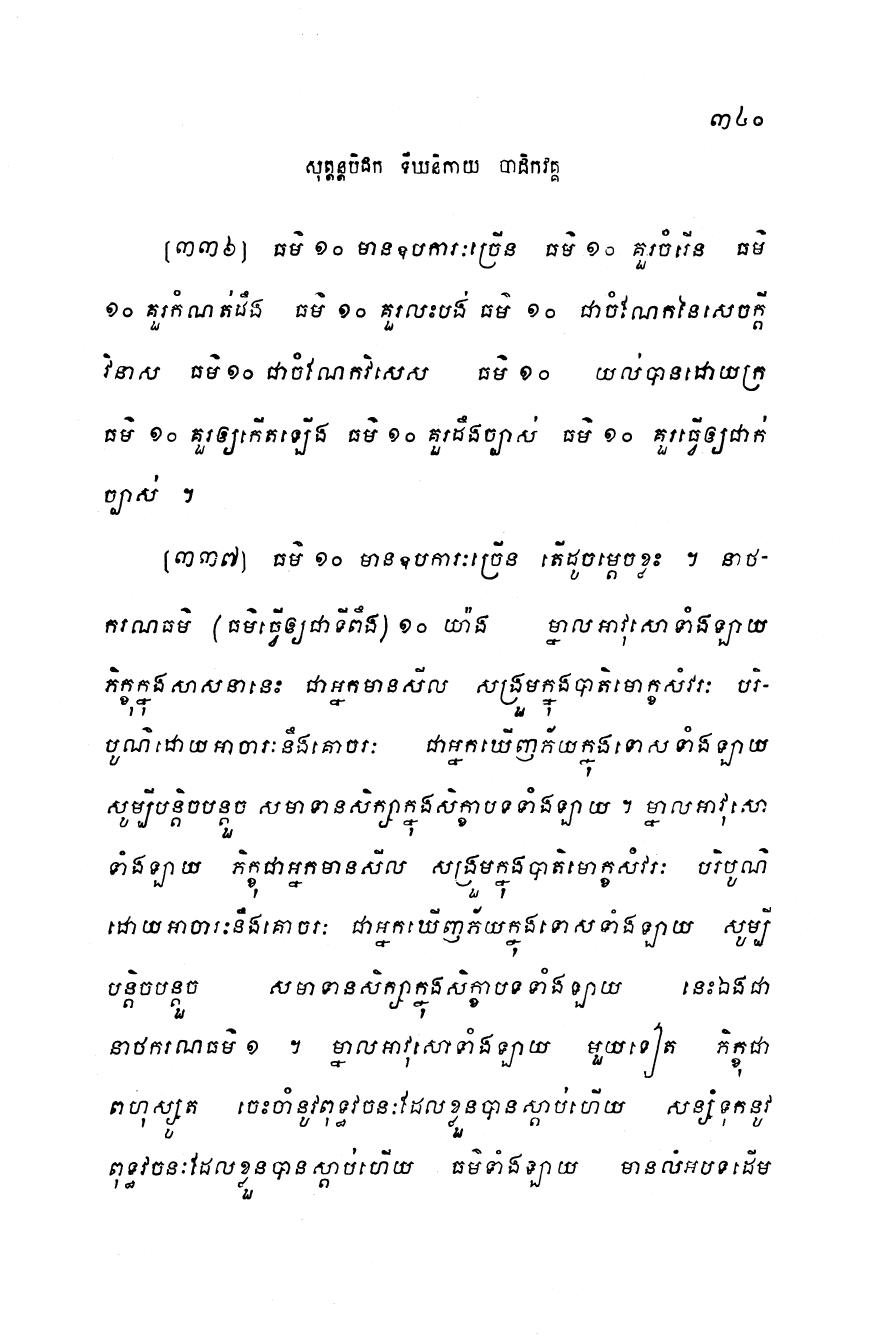 ៣៤០
សុត្តន្តបិដក ទីឃនិកាយ បាដិកវគ្គ
[៣៣៦] ធម៌ ១០ មានឧបការៈច្រើន ធម៌ ១០ គួរចំរើន ធម៌
១០ គួរកំណត់ដឹង ធម៌ ១០ គួរលះបង់ ធម៌ ១០ ជាចំណែកនៃសេចក្តី
វិនាស ធម៌ ១០ ជាចំណែកវិសេស ធម៌ ១០ យល់បានដោយក្រ
ធម៌ ១០ គួរឲ្យកើតឡើង ធម៌ ១០ គួរដឹងច្បាស់ ធម៌ ១០ គួរធ្វើឲ្យជាក់
ច្បាស់ ។
[៣៣៧] ធម៌ ១០ មានឧបការៈច្រើន តើដូចម្តេចខ្លះ ។ នាថ-
ករណធម៌ (ធម៌ធ្វើឲ្យជាទីពឹង) ១០ យ៉ាង ម្នាលអាវុសោទាំងឡាយ
ភិក្ខុក្នុងសាសនានេះ ជាអ្នកមានសីល សង្រួមក្នុងបាតិមោក្ខសំវរៈ បរិ-
បូណ៌ដោយអាចារៈនឹងគោចរៈ ជាអ្នកឃើញភ័យក្នុងទោសទាំងឡាយ
សូម្បីបន្តិចបន្តួច សមាទានសិក្សាក្នុងសិក្ខាបទទាំងឡាយ ។ ម្នាលអាវុសោ
ទាំងឡាយ ភិក្ខុជាអ្នកមានសីល សង្រួមក្នុងបាតិមោក្ខសំវរៈ បរិបូណ៌
ដោយអាចារៈនឹងគោចរៈ ជាអ្នកឃើញភ័យក្នុងទោសទាំងឡាយ សូម្បី
បន្តិចបន្តួច សមាទានសិក្សាក្នុងសិក្ខាបទទាំងឡាយ នេះឯងជា
នាថករណធម៌ ១ ។ ម្នាលអាវុសោទាំងឡាយ មួយទៀត ភិក្ខុជា
ពហុស្សូត ចេះចាំនូវពុទ្ធវចនៈដែលខ្លួនបានស្តាប់ហើយ សន្សំទុកនូវ
ពុទ្ធវចនៈដែលខ្លួនបានស្តាប់ហើយ ធម៌ទាំងឡាយ មានលំអបទដើម